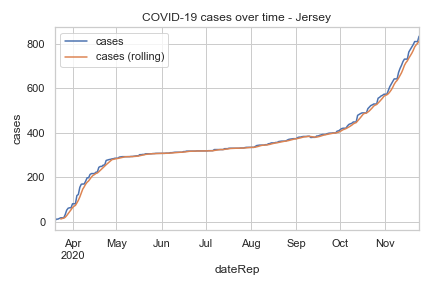 COVID-19 cases over time - Jersey
cases
cases (rolling)
800
600
400
200
0
cases
Apr May Jun Jul Aug Sep Oct Nov
2020
dateRep